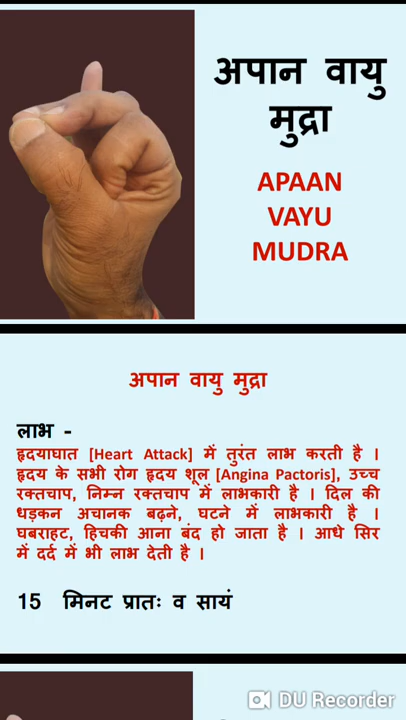 अपान वायु
मुद्रा
APAAN
VAYU
MUDRA
अपान वायु मुद्रा
लाभ -
हृदयाघात [Heart Attack] में तुरंत लाभ करती है ।
हृदय के सभी रोग हृदय शूल [Angina Pactoris], उच्च
रक्तचाप, निम्न रक्तचाप में लाभकारी है । दिल की
धड़कन अचानक बढ़ने, घटने में लाभकारी है ।
घबराहट, हिचकी आना बंद हो जाता है । आधे सिर
में दर्द में भी लाभ देती है ।
15 मिनट प्रातः व सायं
DU Recorder